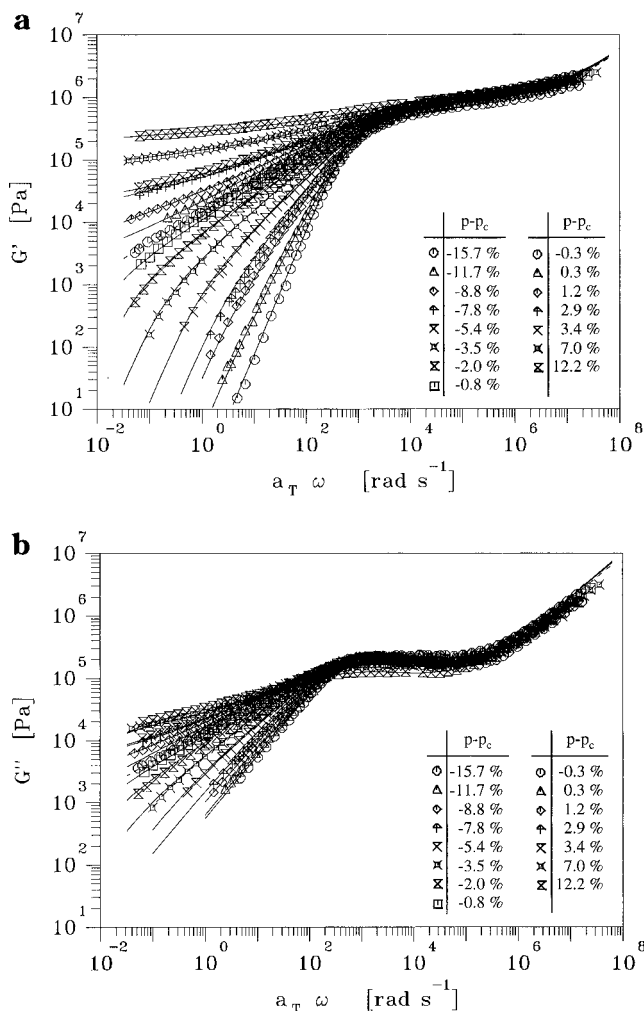 a
10^7
10^6
10^5
10^4
10^3
10^2
10^1
G' [Pa]
p-p_c p-p_c
-15.7 % -0.3 %
-11.7 % 0.3 %
-8.8 % 1.2 %
-7.8 % 2.9 %
-5.4 % 3.4 %
-3.5 % 7.0 %
-2.0 % 12.2 %
-0.8 %
10^-2 10^0 10^2 10^4 10^6 10^8
a_T ω [rad s^-1]
b
10^7
10^6
10^5
10^4
10^3
10^2
10^1
G'' [Pa]
p-p_c p-p_c
-15.7 % -0.3 %
-11.7 % 0.3 %
-8.8 % 1.2 %
-7.8 % 2.9 %
-5.4 % 3.4 %
-3.5 % 7.0 %
-2.0 % 12.2 %
-0.8 %
10^-2 10^0 10^2 10^4 10^6 10^8
a_T ω [rad s^-1]